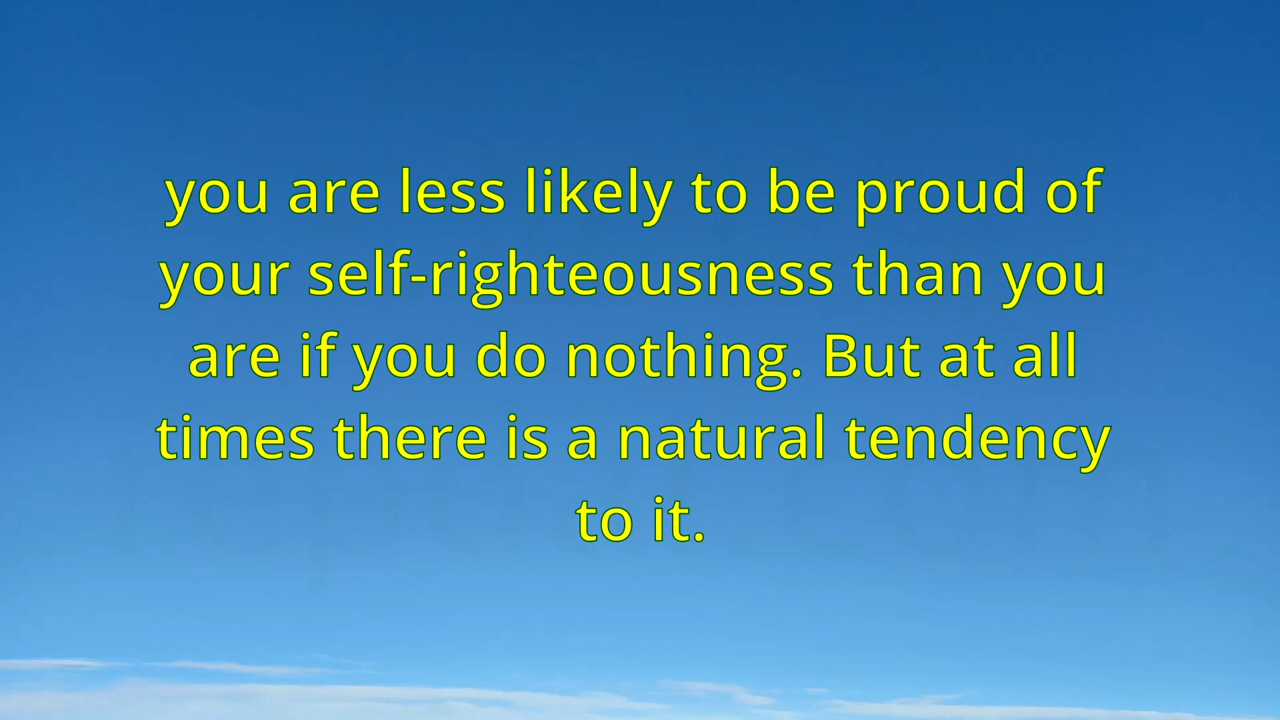 you are less likely to be proud of
your self-righteousness than you
are if you do nothing. But at all
times there is a natural tendency
to it.